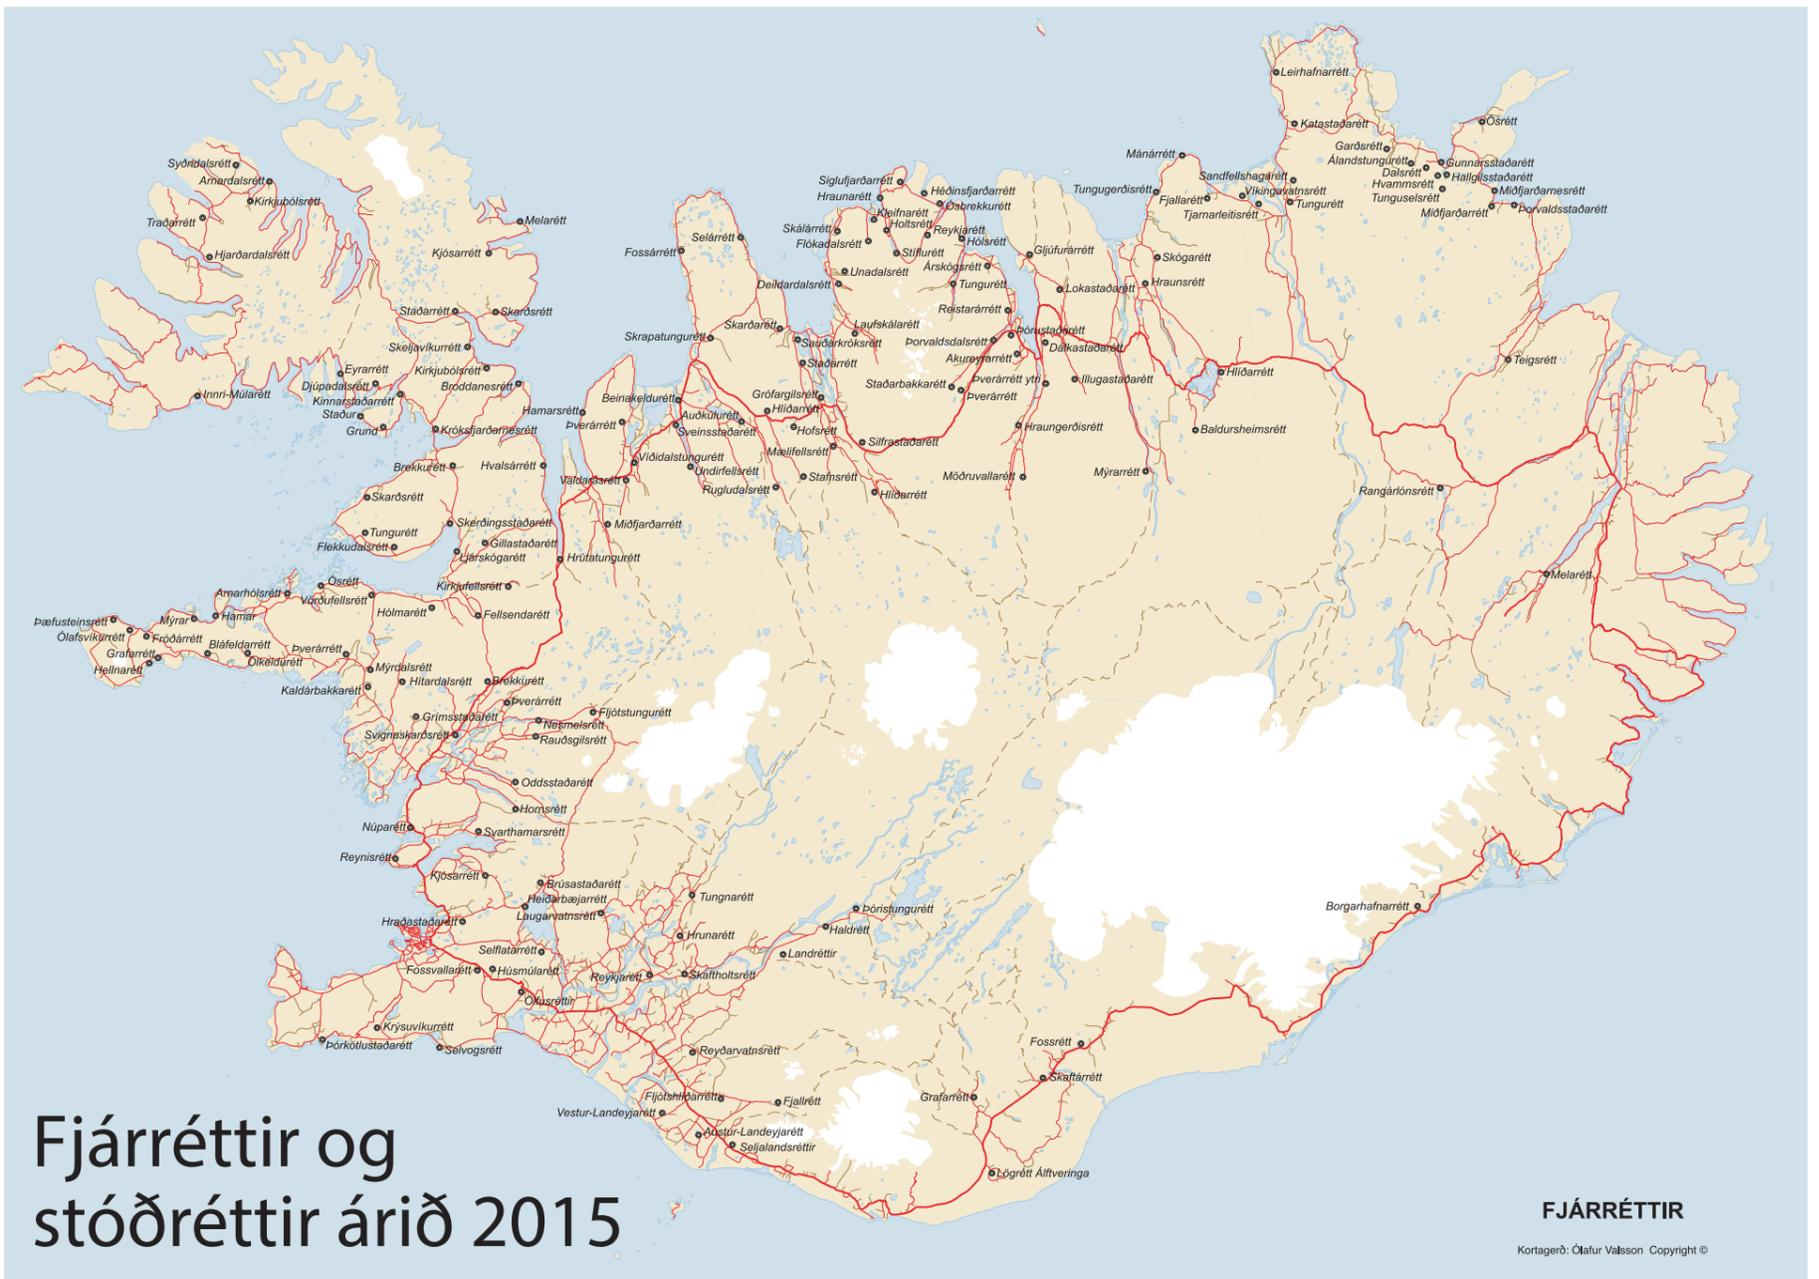 Leirhafnarrétt
Katastaðarétt
Ósrétt
Garðsrétt
Mánárrétt
Álandstungurétt
Gunnarsstaðarétt
Syðridalsrétt
Dalsrétt
Hallgilsstaðarétt
Sandfellshagarétt
Arnardalsrétt
Siglufjarðarrétt
Hvammsrétt
Héðinsfjarðarrétt
Tungugerðisrétt
Víkingavatnsrétt
Miðfjarðarnesrétt
Kirkjubólsrétt
Hraunarétt
Fjallarétt
Tungurétt
Tunguselsrétt
Ósbrekkurétt
Tjarnarleitisrétt
Miðfjarðarrétt
Þorvaldsstaðarétt
Kleifnarétt
Traðarrétt
Melarétt
Holtsrétt
Skálárrétt
Reykjarétt
Selárrétt
Flókadalsrétt
Hólsrétt
Fossárrétt
Kjósarrétt
Stíflurétt
Gljúfurárrétt
Hjarðardalsrétt
Skógarétt
Árskógsrétt
Unadalsrétt
Deildardalsrétt
Tungurétt
Lokastaðarétt
Hraunsrétt
Staðarrétt
Skarðsrétt
Reistarárrétt
Skarðarétt
Laufskálarétt
Þórustaðarétt
Skrapatungurétt
Sauðárkróksrétt
Þorvaldsdalsrétt
Dálkastaðarétt
Skeljavíkurrétt
Akureyrarrétt
Teigsrétt
Staðarrétt
Eyrarrétt
Kirkjubólsrétt
Hlíðarrétt
Djúpadalsrétt
Broddanesrétt
Staðarbakkarétt
Þverárrétt ytri
Illugastaðarétt
Innri-Múlarétt
Kinnarstaðarrétt
Beinakeldurétt
Grófargilsrétt
Þverárrétt
Hamarsrétt
Hlíðarrétt
Staður
Auðkúlurétt
Þverárrétt
Grund
Króksfjarðarnesrétt
Sveinsstaðarétt
Hofsrétt
Hraungerðisrétt
Baldursheimsrétt
Silfrastaðarétt
Mælifellsrétt
Víðidalstungurétt
Brekkurétt
Hvalsárrétt
Undirfellsrétt
Mýrarrétt
Valdarásrétt
Stafnsrétt
Möðruvallarétt
Rugludalsrétt
Hlíðarrétt
Rangárlónsrétt
Skarðsrétt
Skerðingsstaðarétt
Miðfjarðarrétt
Tungurétt
Gillastaðarétt
Flekkudalsrétt
Ljárskógarétt
Hrútatungurétt
Melarétt
Ósrétt
Kirkjufellsrétt
Arnarhólsrétt
Vörðufellsrétt
Hólmarétt
Fellsendarétt
Þæfusteinsrétt
Mýrar
Hamar
Ólafsvíkurrétt
Fróðárrétt
Grafarrétt
Bláfeldarrétt
Þverárrétt
Ölkeldurétt
Hellnarétt
Mýrdalsrétt
Kaldárbakkarétt
Hítardalsrétt
Brekkurétt
Þverárrétt
Grímsstaðarétt
Fljótstungurétt
Nesmelsrétt
Svignaskarðsrétt
Rauðsgilsrétt
Oddsstaðarétt
Hornsrétt
Núparétt
Svarthamarsrétt
Reynisrétt
Kjósarrétt
Brúsastaðarétt
Heiðarbæjarrétt
Tungnarétt
Laugarvatnsrétt
Þóristungurétt
Borgarhafnarrétt
Hraðastaðarétt
Haldrétt
Hrunarétt
Selflatarrétt
Landréttir
Fossvallarétt
Húsmúlarétt
Reykjarétt
Skaftholtsrétt
Ölfusréttir
Krýsuvíkurrétt
Þórkötlustaðarétt
Selvogsrétt
Reyðarvatnsrétt
Fossrétt
Skaftárrétt
Fljótshlíðarrétt
Fjallrétt
Grafarrétt
Vestur-Landeyjarétt
Austur-Landeyjarétt
Seljalandsréttir
Lögrétt Álftveringa
Fjárréttir og
stóðréttir árið 2015
FJÁRRÉTTIR
Kortagerð: Ólafur Valsson Copyright ©